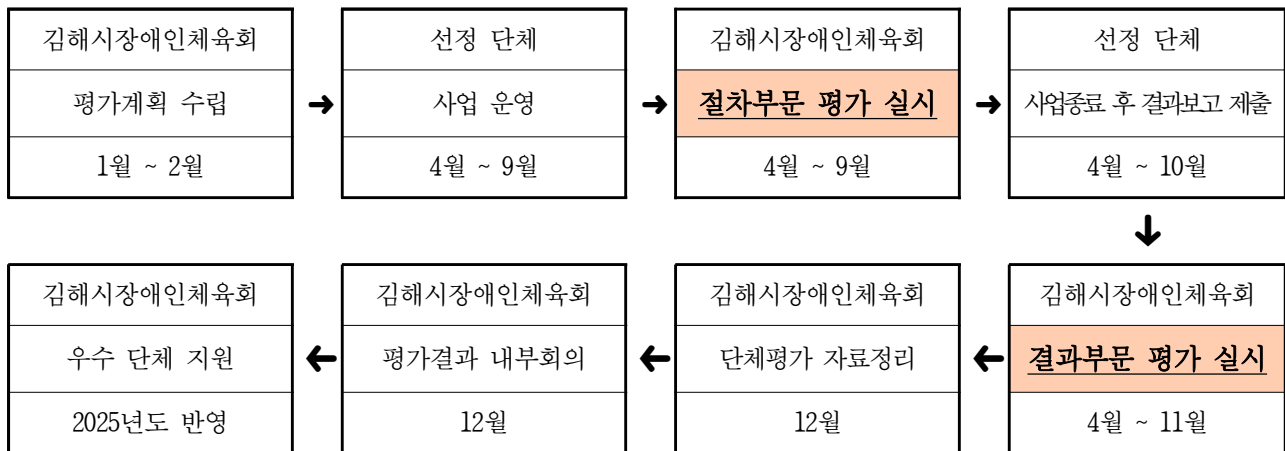 김해시장애인체육회
평가계획 수립
1월 ~ 2월
선정 단체
사업 운영
4월 ~ 9월
김해시장애인체육회
절차부문 평가 실시
4월 ~ 9월
선정 단체
사업종료 후 결과보고 제출
4월 ~ 10월
김해시장애인체육회
결과부문 평가 실시
4월 ~ 11월
김해시장애인체육회
단체평가 자료정리
12월
김해시장애인체육회
평가결과 내부회의
12월
김해시장애인체육회
우수 단체 지원
2025년도 반영